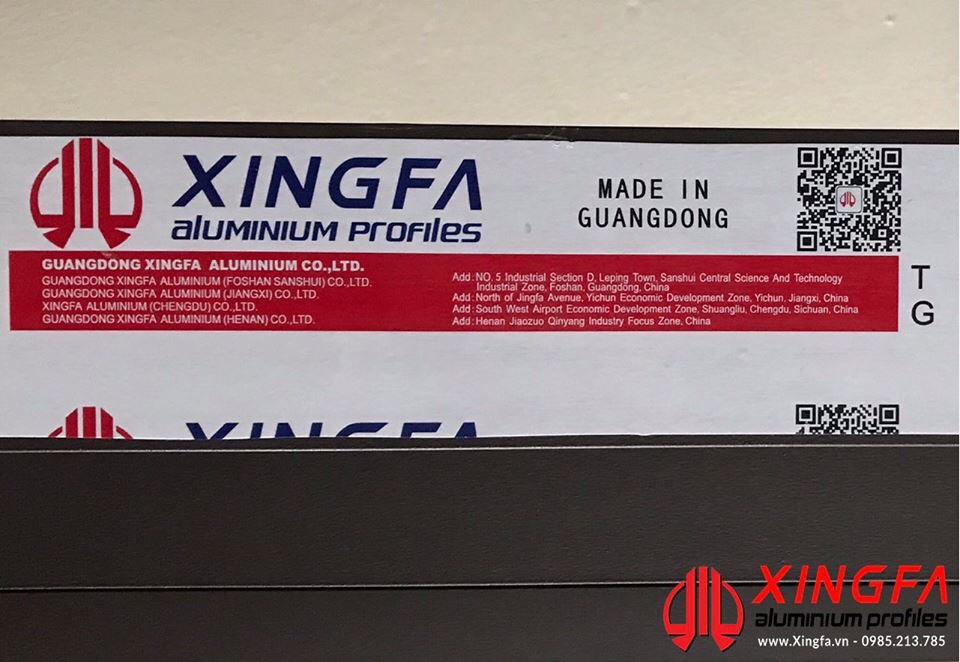 XINGFA
aluminium profiles
MADE IN
GUANGDONG
GUANGDONG XINGFA ALUMINIUM CO.,LTD.
GUANGDONG XINGFA ALUMINIUM (FOSHAN SANSHUI) CO.,LTD.
GUANGDONG XINGFA ALUMINIUM (JIANGXI) CO.,LTD.
XINGFA ALUMINIUM (CHENGDU) CO.,LTD.
GUANGDONG XINGFA ALUMINIUM (HENAN) CO.,LTD.
Add: NO. 5 Industrial Section D, Leping Town, Sanshui Central Science And Technology
Industrial Zone, Foshan, Guangdong, China
Add: North of Jingfa Avenue, Yichun Economic Development Zone, Yichun, Jiangxi, China
Add: South West Airport Economic Development Zone, Shuangliu, Chengdu, Sichuan, China
Add: Henan Jiaozuo Qinyang Industry Focus Zone, China
T
G
XINGFA
XINGFA
aluminium profiles
www.Xingfa.vn - 0985.213.785